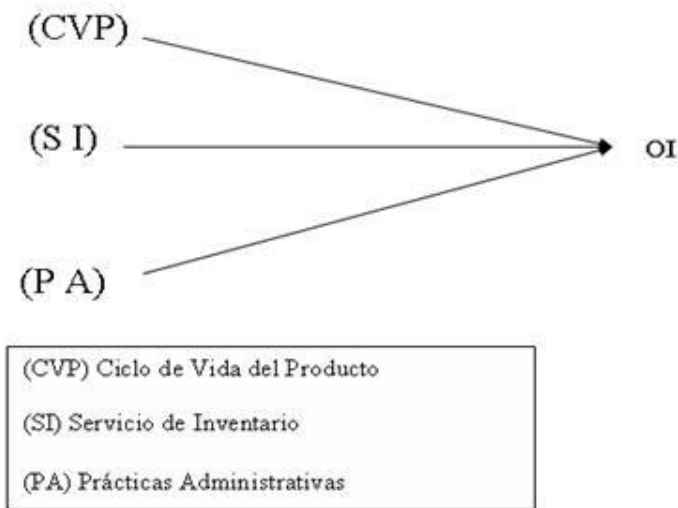 (CVP)
(S I)
OI
(P A)
(CVP) Ciclo de Vida del Producto
(SI) Servicio de Inventario
(PA) Prácticas Administrativas